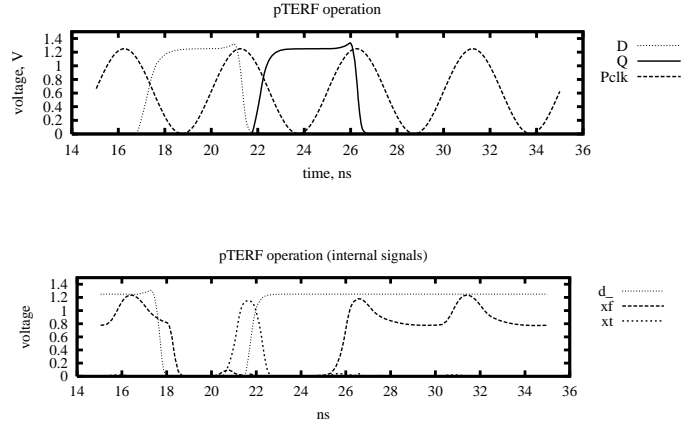 pTERF operation
voltage, V
1.4
1.2
1
0.8
0.6
0.4
0.2
0
14 16 18 20 22 24 26 28 30 32 34 36
time, ns
D
Q
Pclk
pTERF operation (internal signals)
voltage
1.4
1.2
1
0.8
0.6
0.4
0.2
0
14 16 18 20 22 24 26 28 30 32 34 36
ns
d_
xf
xt